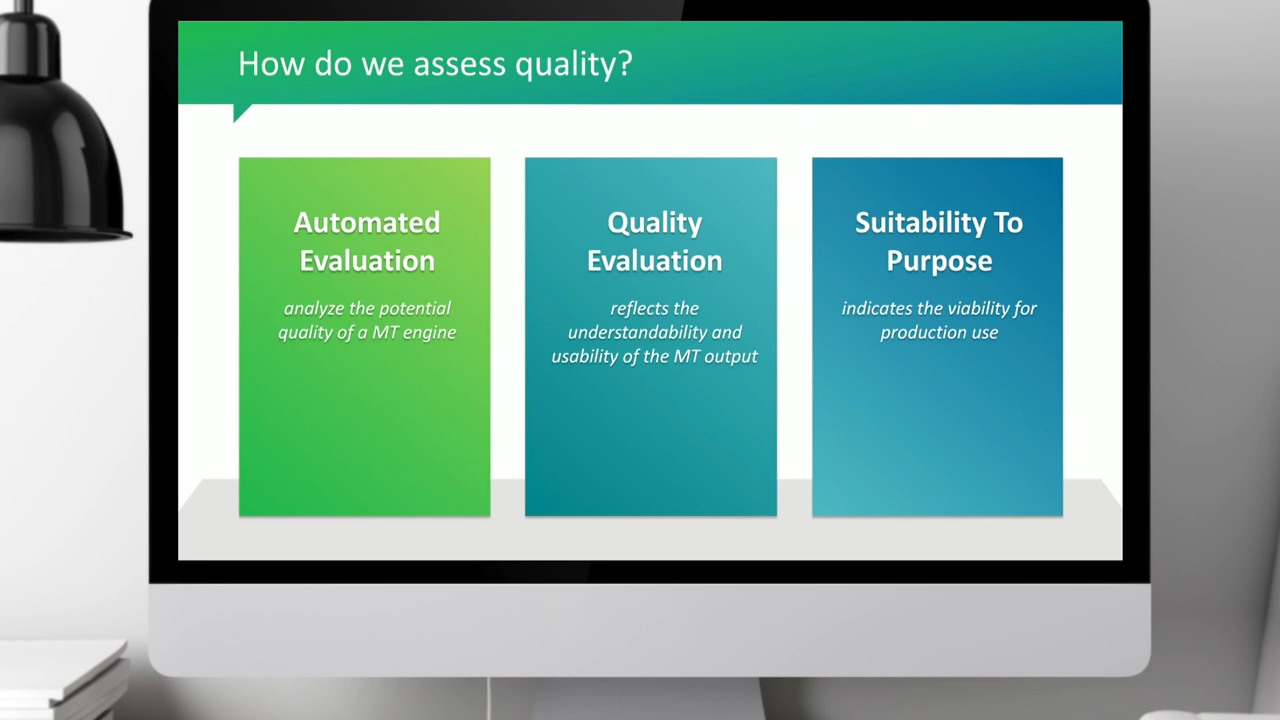 How do we assess quality?
Automated
Evaluation
analyze the potential
quality of a MT engine
Quality
Evaluation
reflects the
understandability and
usability of the MT output
Suitability To
Purpose
indicates the viability for
production use